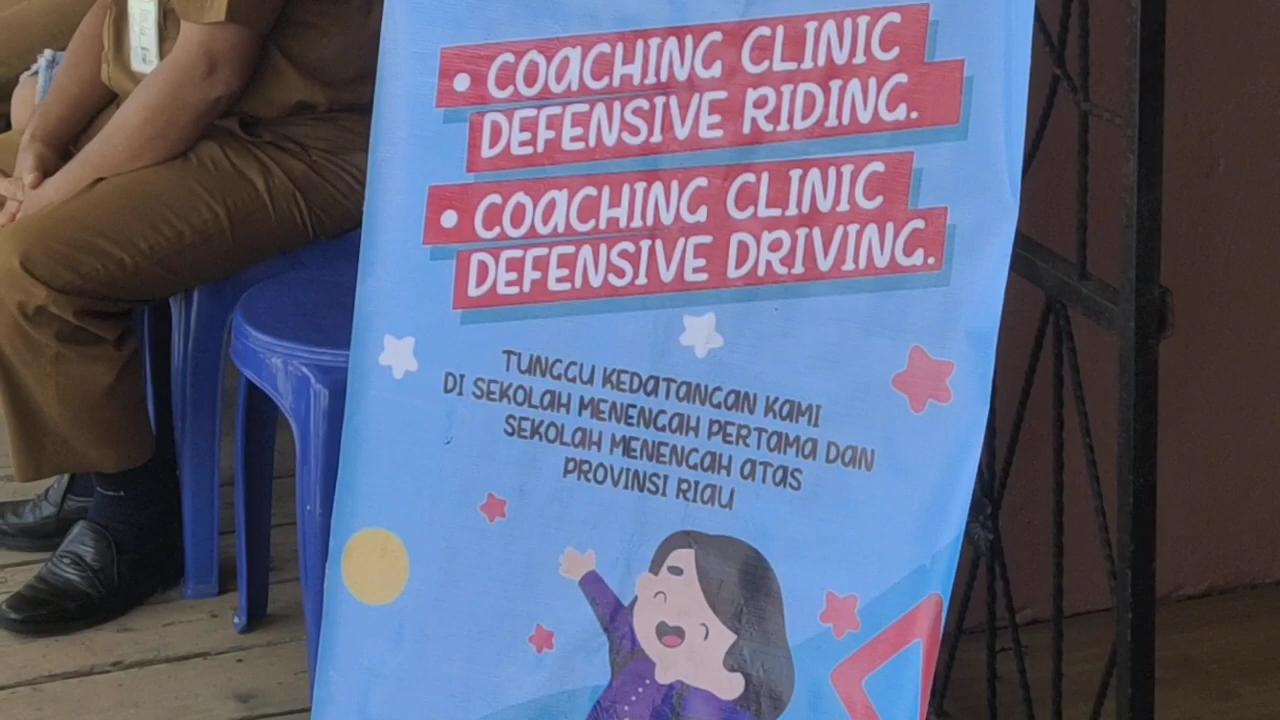 • COACHING CLINIC
DEFENSIVE RIDING.
• COACHING CLINIC
DEFENSIVE DRIVING.
TUNGGU KEDATANGAN KAMI
DI SEKOLAH MENENGAH PERTAMA DAN
SEKOLAH MENENGAH ATAS
PROVINSI RIAU